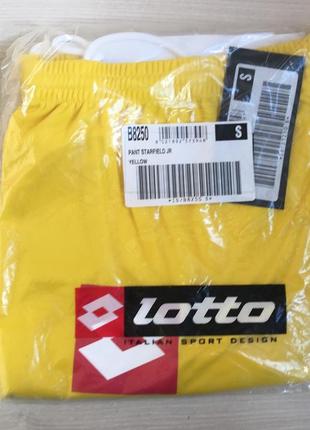 B8250
S
PANT STARFIELD JR
YELLOW
S
lotto
ITALIAN SPORT DESIGN